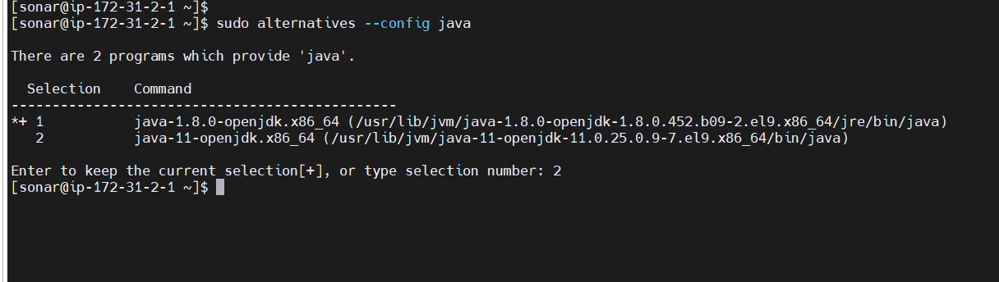 [sonar@ip-172-31-2-1 ~]$
[sonar@ip-172-31-2-1 ~]$ sudo alternatives --config java
There are 2 programs which provide 'java'.
  Selection    Command
-----------------------------------------------
*+ 1           java-1.8.0-openjdk.x86_64 (/usr/lib/jvm/java-1.8.0-openjdk-1.8.0.452.b09-2.el9.x86_64/jre/bin/java)
   2           java-11-openjdk.x86_64 (/usr/lib/jvm/java-11-openjdk-11.0.25.0.9-7.el9.x86_64/bin/java)
Enter to keep the current selection[+], or type selection number: 2
[sonar@ip-172-31-2-1 ~]$